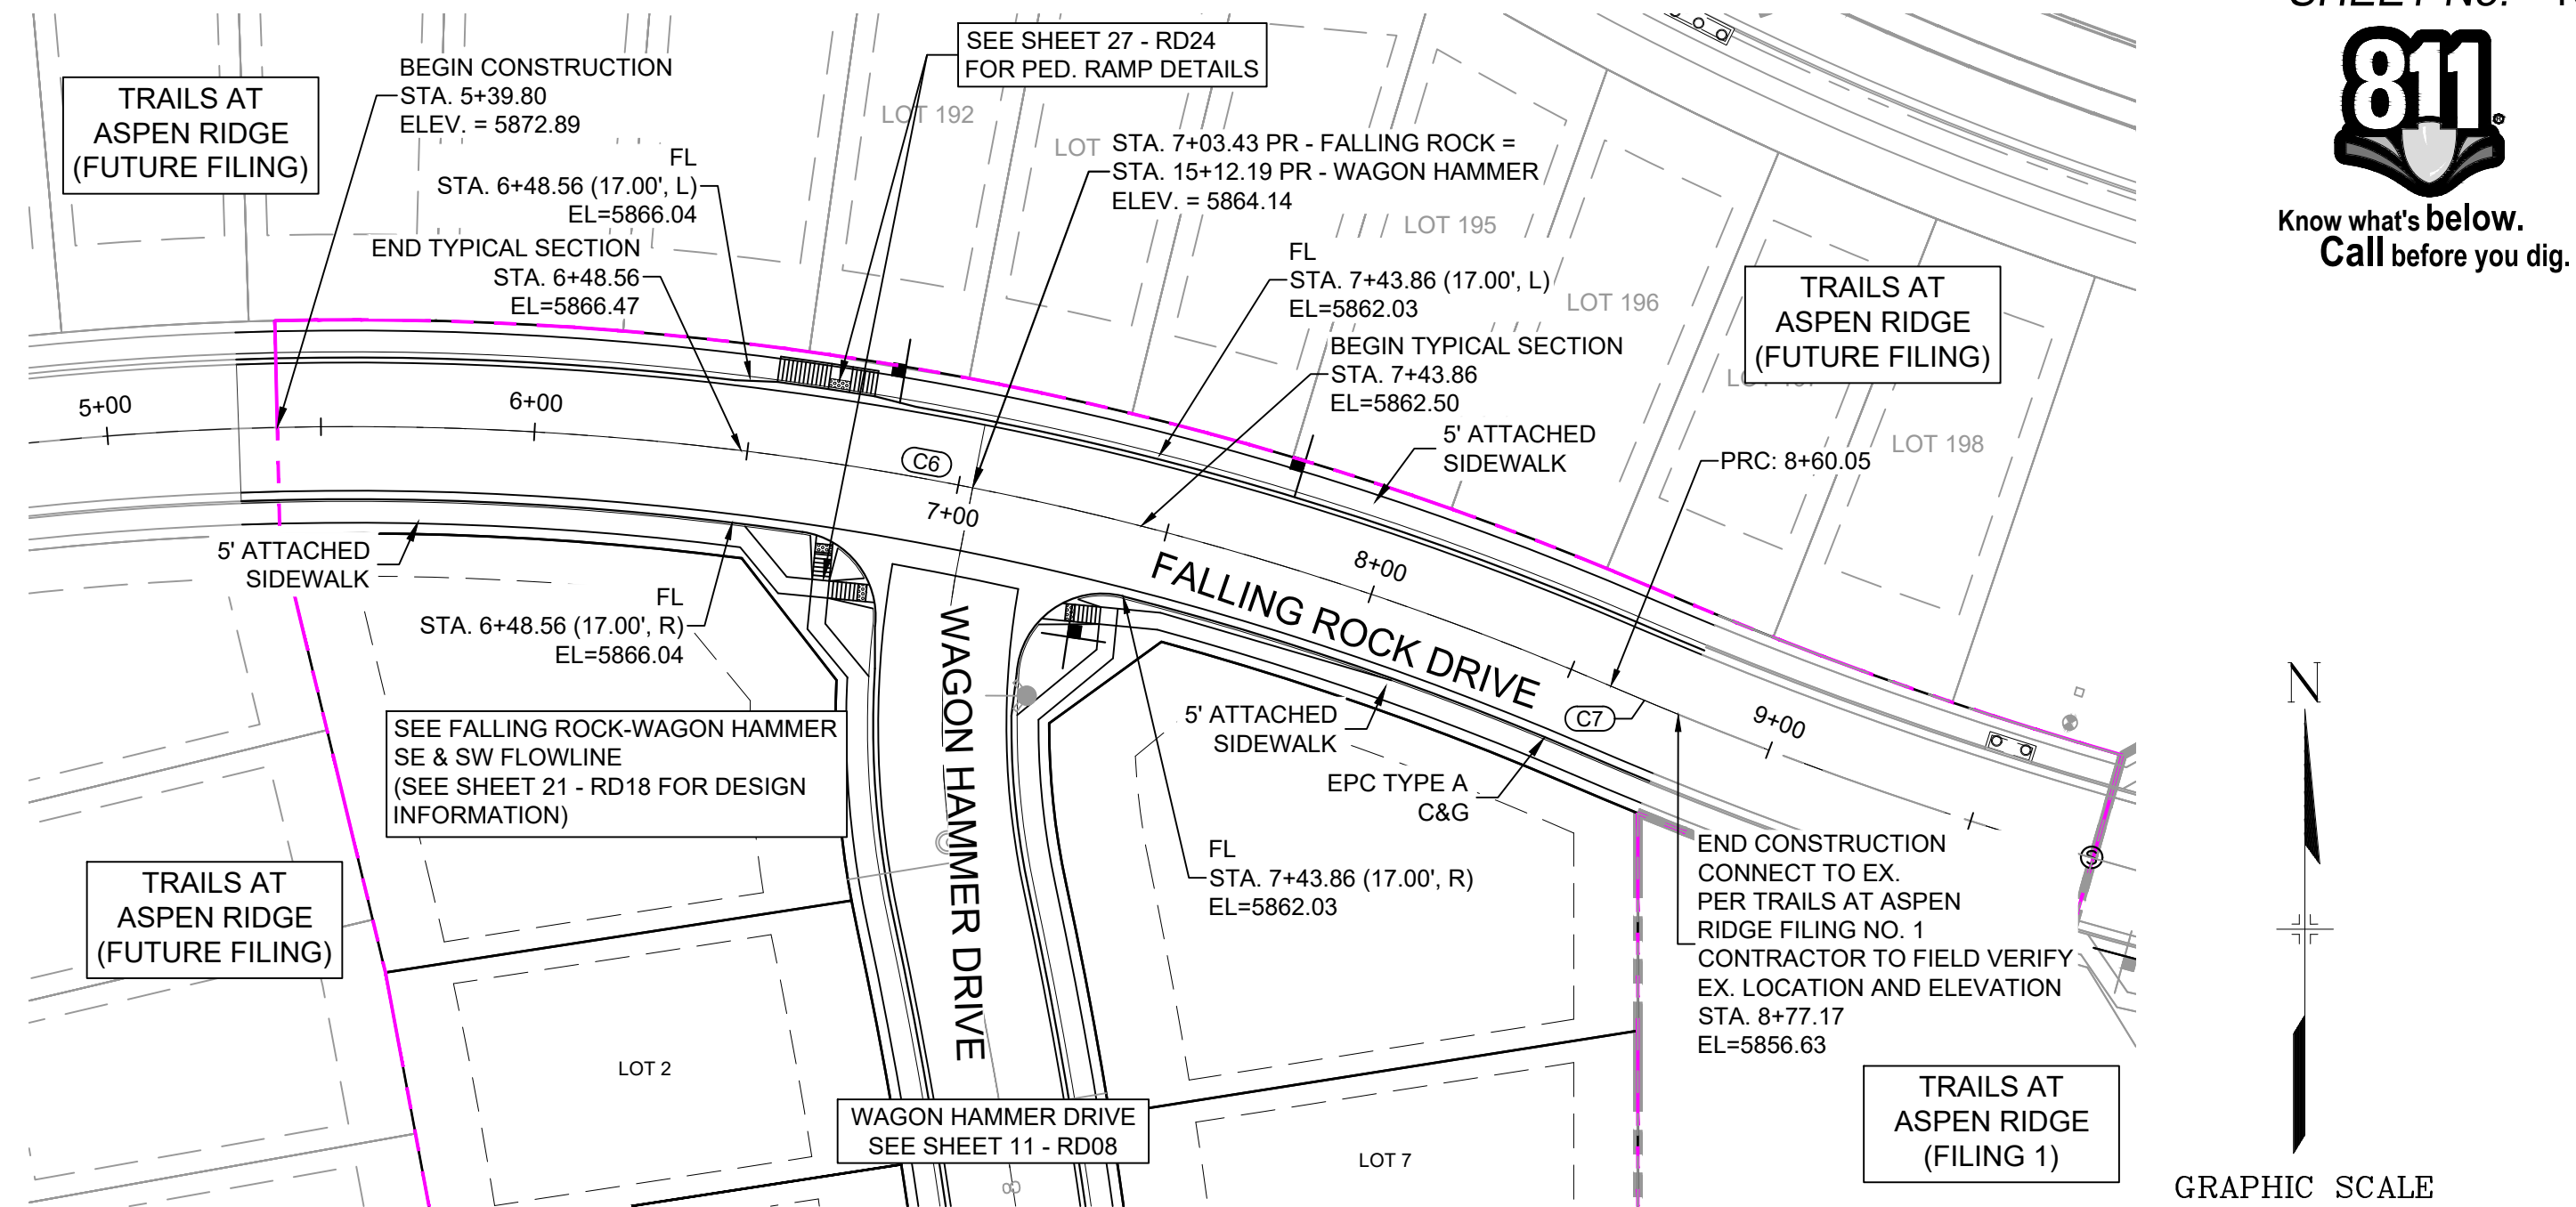 SHEET No.
811
Know what's below.
Call before you dig.
SEE SHEET 27 - RD24
FOR PED. RAMP DETAILS
TRAILS AT
ASPEN RIDGE
(FUTURE FILING)
BEGIN CONSTRUCTION
STA. 5+39.80
ELEV. = 5872.89
LOT 192
FL
STA. 6+48.56 (17.00', L)
EL=5866.04
LOT
STA. 7+03.43 PR - FALLING ROCK =
STA. 15+12.19 PR - WAGON HAMMER
ELEV. = 5864.14
END TYPICAL SECTION
STA. 6+48.56
EL=5866.47
LOT 195
FL
STA. 7+43.86 (17.00', L)
EL=5862.03
LOT 196
TRAILS AT
ASPEN RIDGE
(FUTURE FILING)
BEGIN TYPICAL SECTION
STA. 7+43.86
EL=5862.50
5+00
6+00
C6
7+00
5' ATTACHED
SIDEWALK
LOT 198
PRC: 8+60.05
8+00
FALLING ROCK DRIVE
C7
9+00
5' ATTACHED
SIDEWALK
FL
STA. 6+48.56 (17.00', R)
EL=5866.04
WAGON HAMMER DRIVE
N
5' ATTACHED
SIDEWALK
SEE FALLING ROCK-WAGON HAMMER
SE & SW FLOWLINE
(SEE SHEET 21 - RD18 FOR DESIGN
INFORMATION)
EPC TYPE A
C&G
FL
STA. 7+43.86 (17.00', R)
EL=5862.03
END CONSTRUCTION
CONNECT TO EX.
PER TRAILS AT ASPEN
RIDGE FILING NO. 1
CONTRACTOR TO FIELD VERIFY
EX. LOCATION AND ELEVATION
STA. 8+77.17
EL=5856.63
S
TRAILS AT
ASPEN RIDGE
(FUTURE FILING)
LOT 2
WAGON HAMMER DRIVE
SEE SHEET 11 - RD08
LOT 7
TRAILS AT
ASPEN RIDGE
(FILING 1)
GRAPHIC SCALE